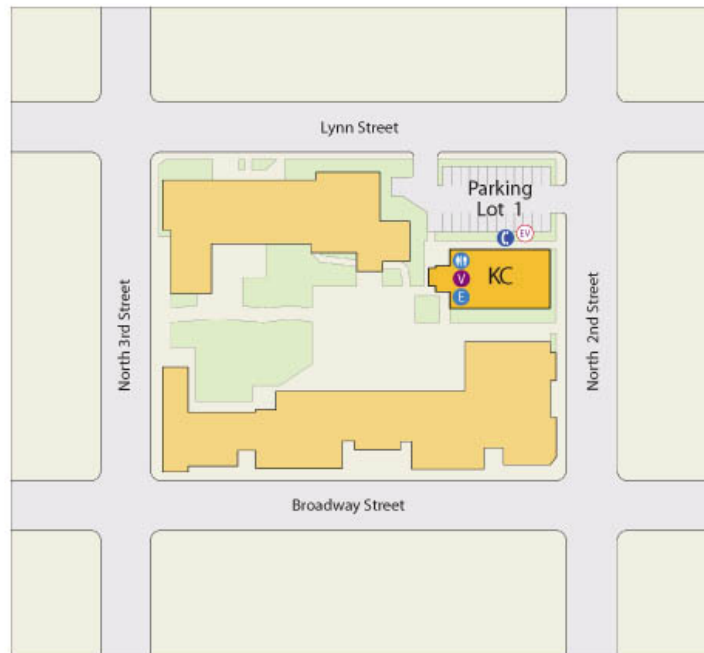 Lynn Street
Parking
Lot 1
EV
KC
V
E
North 3rd Street
North 2nd Street
Broadway Street